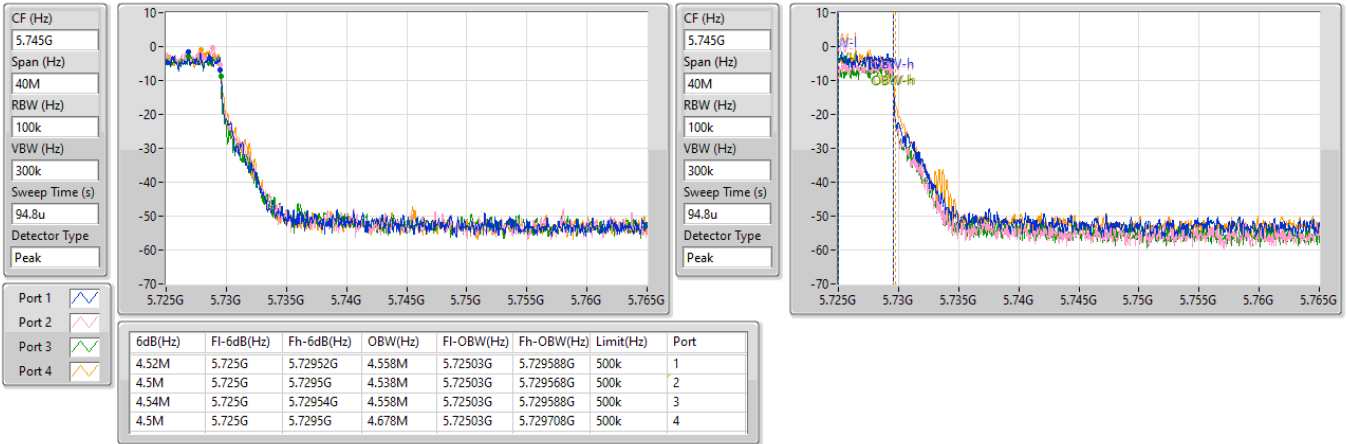 CF (Hz)
5.745G
Span (Hz)
40M
RBW (Hz)
100k
VBW (Hz)
300k
Sweep Time (s)
94.8u
Detector Type
Peak
10
0
-10
-20
-30
-40
-50
-60
-70
5.725G 5.73G 5.735G 5.74G 5.745G 5.75G 5.755G 5.76G 5.765G
CF (Hz)
5.745G
Span (Hz)
40M
RBW (Hz)
100k
VBW (Hz)
300k
Sweep Time (s)
94.8u
Detector Type
Peak
10
0
-10
-20
-30
-40
-50
-60
-70
OBW-h
5.725G 5.73G 5.735G 5.74G 5.745G 5.75G 5.755G 5.76G 5.765G
Port 1
Port 2
Port 3
Port 4
6dB(Hz) Fl-6dB(Hz) Fh-6dB(Hz) OBW(Hz) Fl-OBW(Hz) Fh-OBW(Hz) Limit(Hz) Port
4.52M 5.725G 5.72952G 4.558M 5.72503G 5.729588G 500k 1
4.5M 5.725G 5.7295G 4.538M 5.72503G 5.729568G 500k 2
4.54M 5.725G 5.72954G 4.558M 5.72503G 5.729588G 500k 3
4.5M 5.725G 5.7295G 4.678M 5.72503G 5.729708G 500k 4